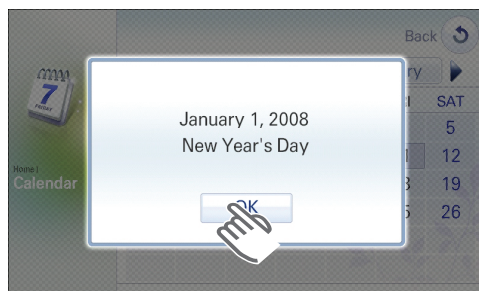 Back
ry
SAT
5
12
19
26
7
FRIDAY
Home |
Calendar
January 1, 2008
New Year's Day
OK